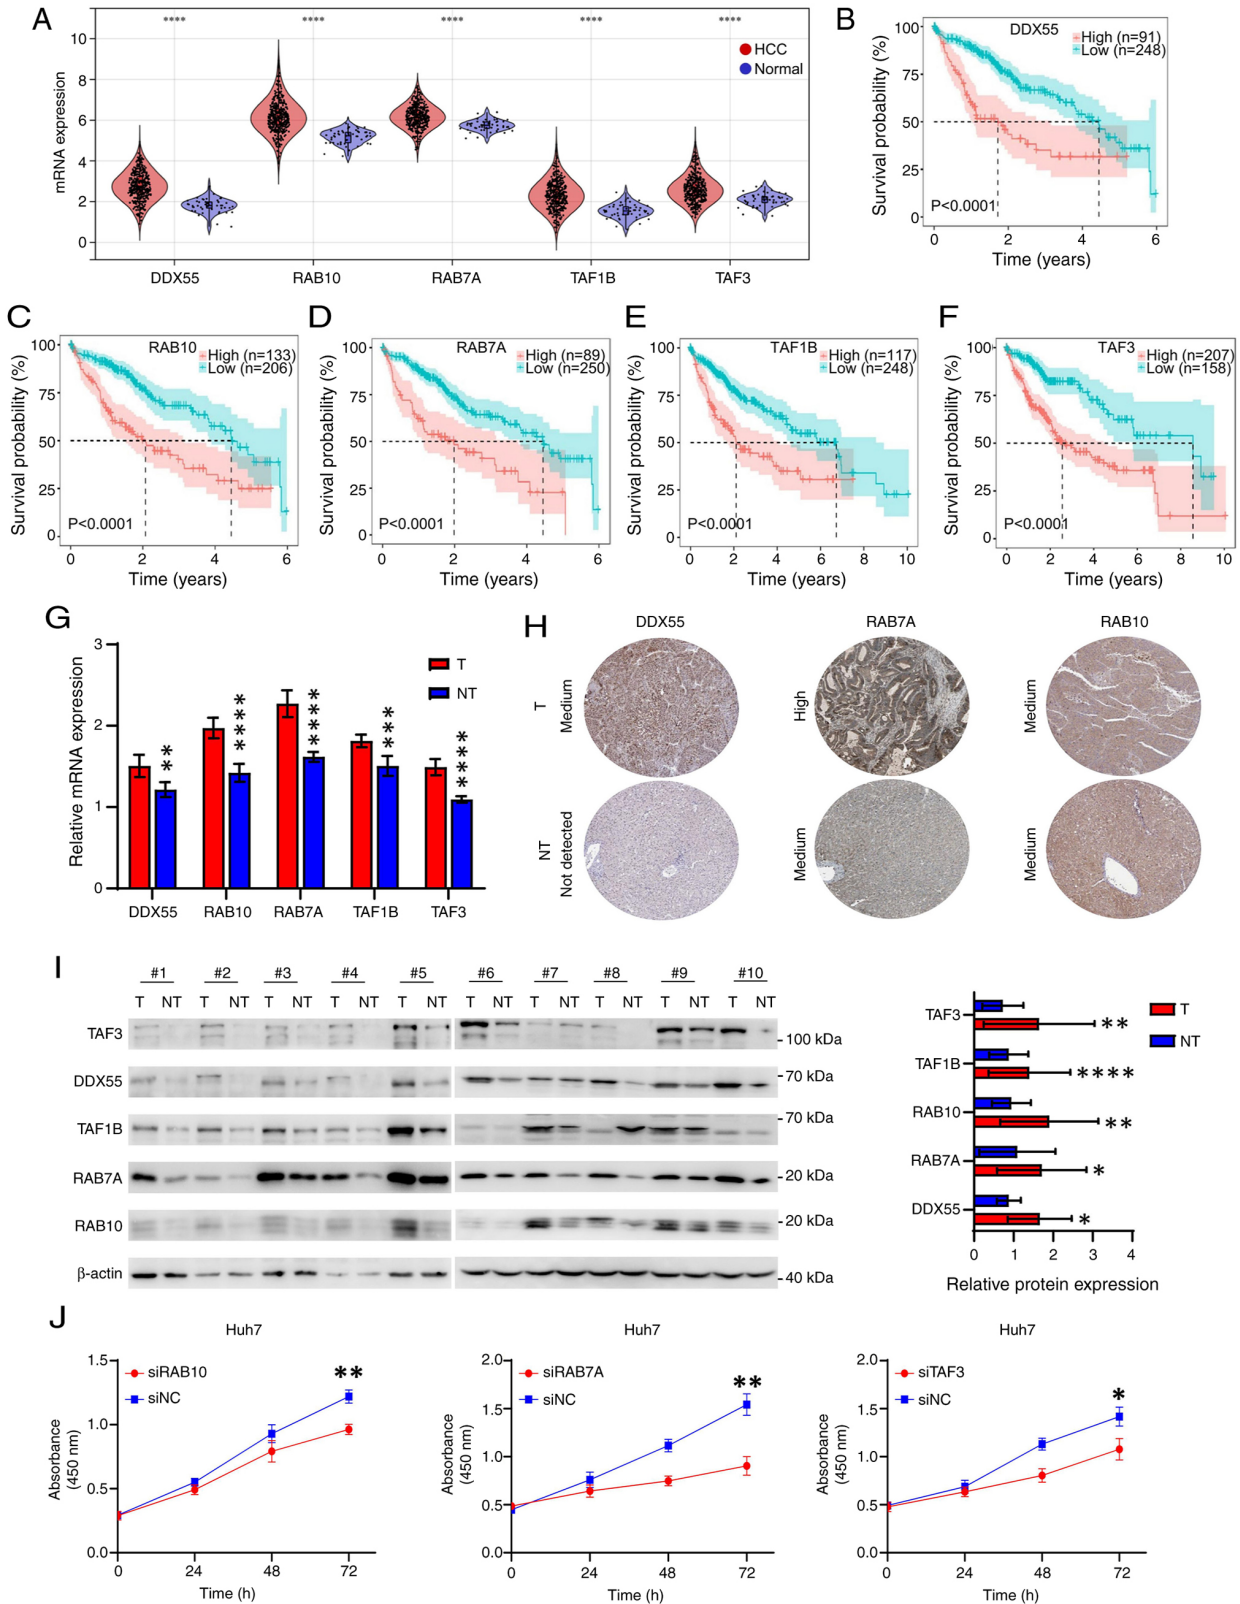 A
****
****
****
****
****
mRNA expression
10
8
6
4
2
0
HCC
Normal
DDX55
RAB10
RAB7A
TAF1B
TAF3
B
DDX55
High (n=91)
Low (n=248)
Survival probability (%)
100
75
50
25
0
P<0.0001
0
2
4
6
Time (years)
C
RAB10
High (n=133)
Low (n=206)
Survival probability (%)
100
75
50
25
0
P<0.0001
0
2
4
6
Time (years)
D
RAB7A
High (n=89)
Low (n=250)
Survival probability (%)
100
75
50
25
0
P<0.0001
0
2
4
6
Time (years)
E
TAF1B
High (n=117)
Low (n=248)
Survival probability (%)
100
75
50
25
0
P<0.0001
0
2
4
6
8
10
Time (years)
F
TAF3
High (n=207)
Low (n=158)
Survival probability (%)
100
75
50
25
0
P<0.0001
0
2
4
6
8
10
Time (years)
G
Relative mRNA expression
3
2
1
0
T
NT
**
****
****
***
****
DDX55
RAB10
RAB7A
TAF1B
TAF3
H
DDX55
RAB7A
RAB10
T
Medium
High
Medium
NT
Not detected
Medium
Medium
I
#1 #2 #3 #4 #5 #6 #7 #8 #9 #10
T NT T NT T NT T NT T NT T NT T NT T NT T NT T NT
TAF3
100 kDa
DDX55
70 kDa
TAF1B
70 kDa
RAB7A
20 kDa
RAB10
20 kDa
β-actin
40 kDa
TAF3
**
TAF1B
****
RAB10
**
RAB7A
*
DDX55
*
T
NT
0
1
2
3
4
Relative protein expression
J
Huh7
siRAB10
siNC
**
Absorbance
(450 nm)
1.5
1.0
0.5
0.0
0
24
48
72
Time (h)
Huh7
siRAB7A
siNC
**
Absorbance
(450 nm)
2.0
1.5
1.0
0.5
0.0
0
24
48
72
Time (h)
Huh7
siTAF3
siNC
*
Absorbance
(450 nm)
2.0
1.5
1.0
0.5
0.0
0
24
48
72
Time (h)